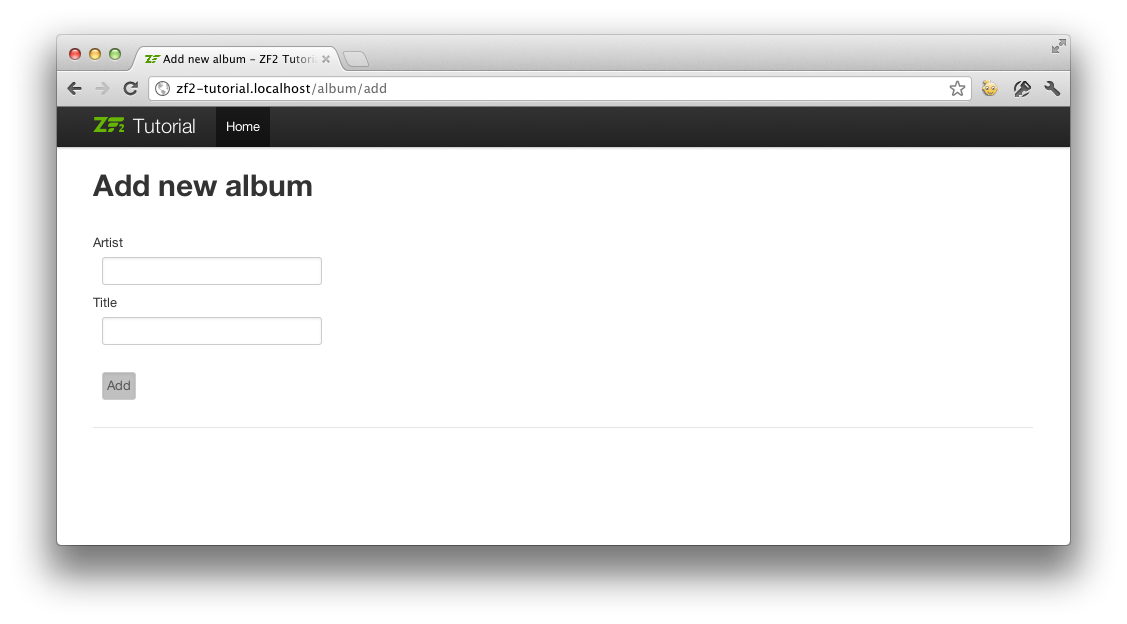 ZF Add new album – ZF2 Tutori
zf2-tutorial.localhost/album/add
ZF2 Tutorial Home
Add new album
Artist
Title
Add